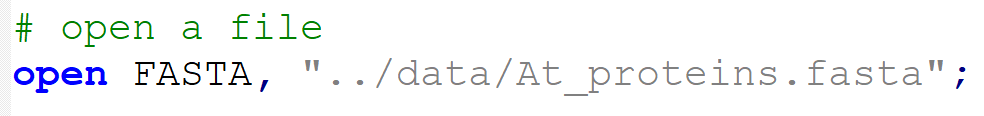 # open a file
open FASTA, "../data/At_proteins.fasta";